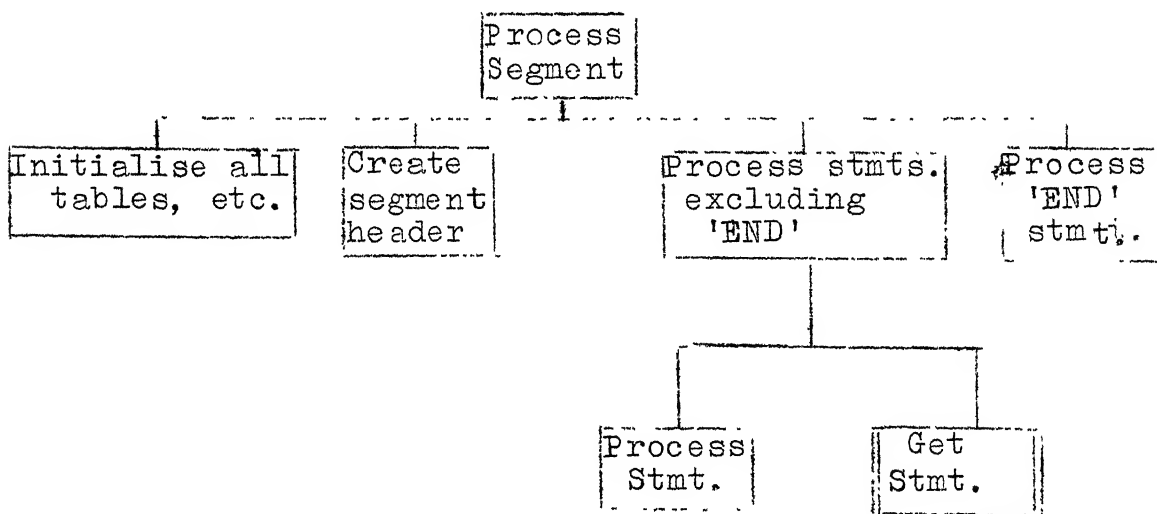 Process
Segment
Initialise all
tables, etc.
Create
segment
header
Process stmts.
excluding
'END'
Process
'END'
stmt.
Process
Stmt.
Get
Stmt.